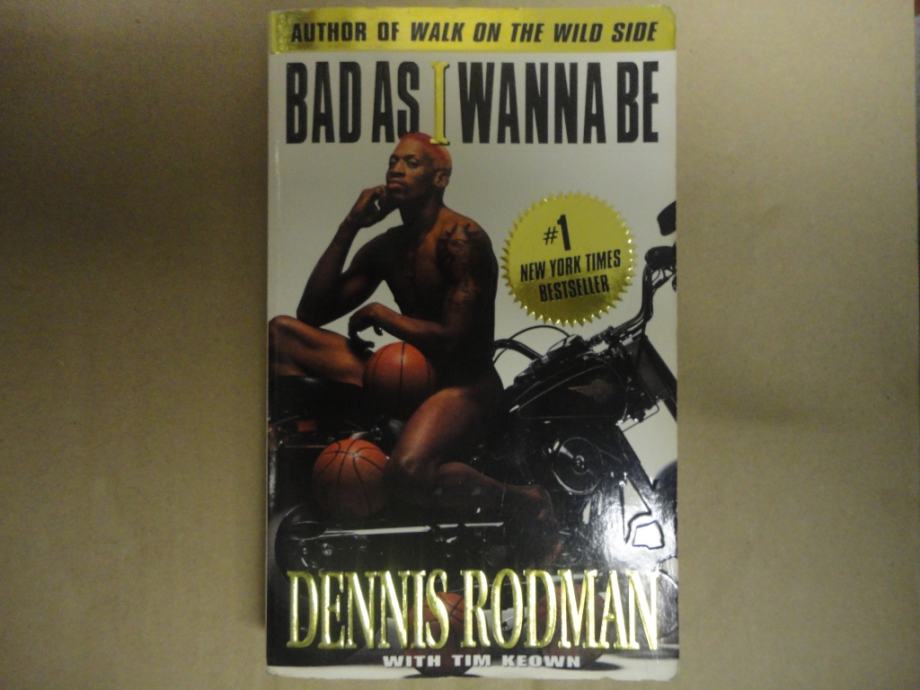 AUTHOR OF WALK ON THE WILD SIDE
BAD AS I WANNA BE
#1
NEW YORK TIMES
BESTSELLER
DENNIS RODMAN
WITH TIM KEOWN